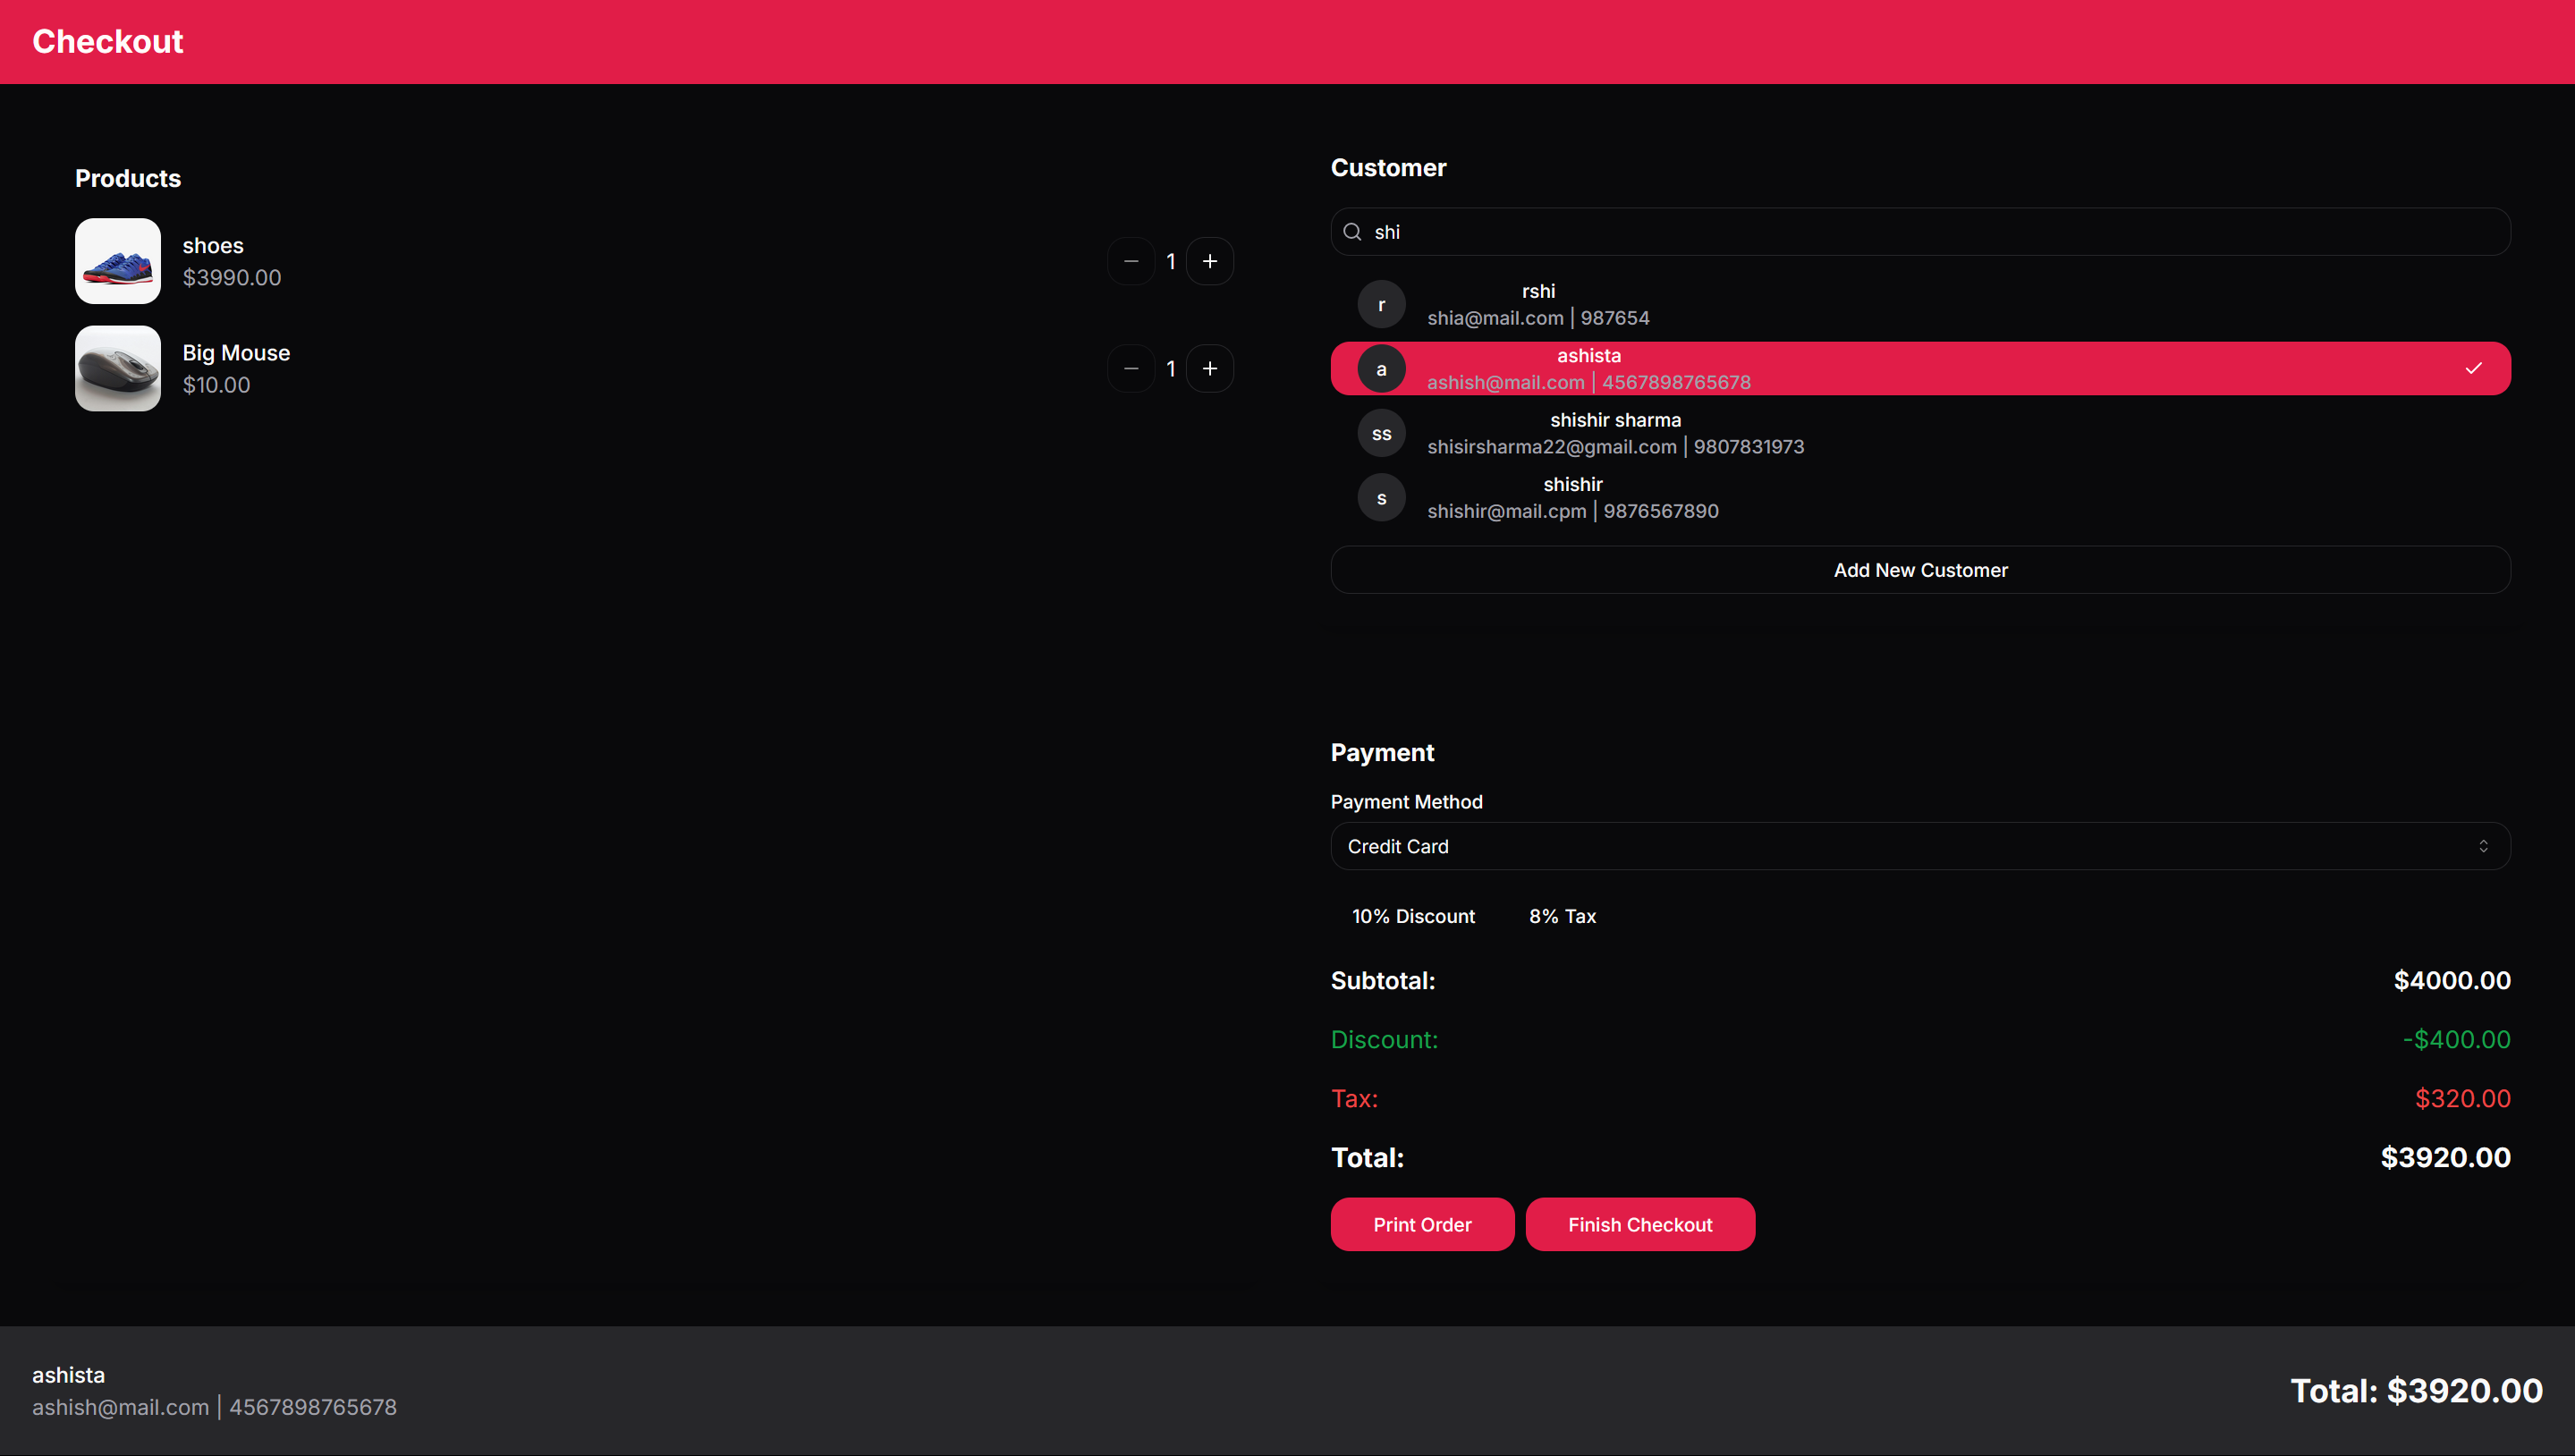 Checkout
Products
shoes
$3990.00
1
Big Mouse
$10.00
1
Customer
shi
r
rshi
shia@mail.com | 987654
a
ashista
ashish@mail.com | 4567898765678
ss
shishir sharma
shisirsharma22@gmail.com | 9807831973
s
shishir
shishir@mail.cpm | 9876567890
Add New Customer
Payment
Payment Method
Credit Card
10% Discount 8% Tax
Subtotal: $4000.00
Discount: -$400.00
Tax: $320.00
Total: $3920.00
Print Order Finish Checkout
ashista
ashish@mail.com | 4567898765678
Total: $3920.00